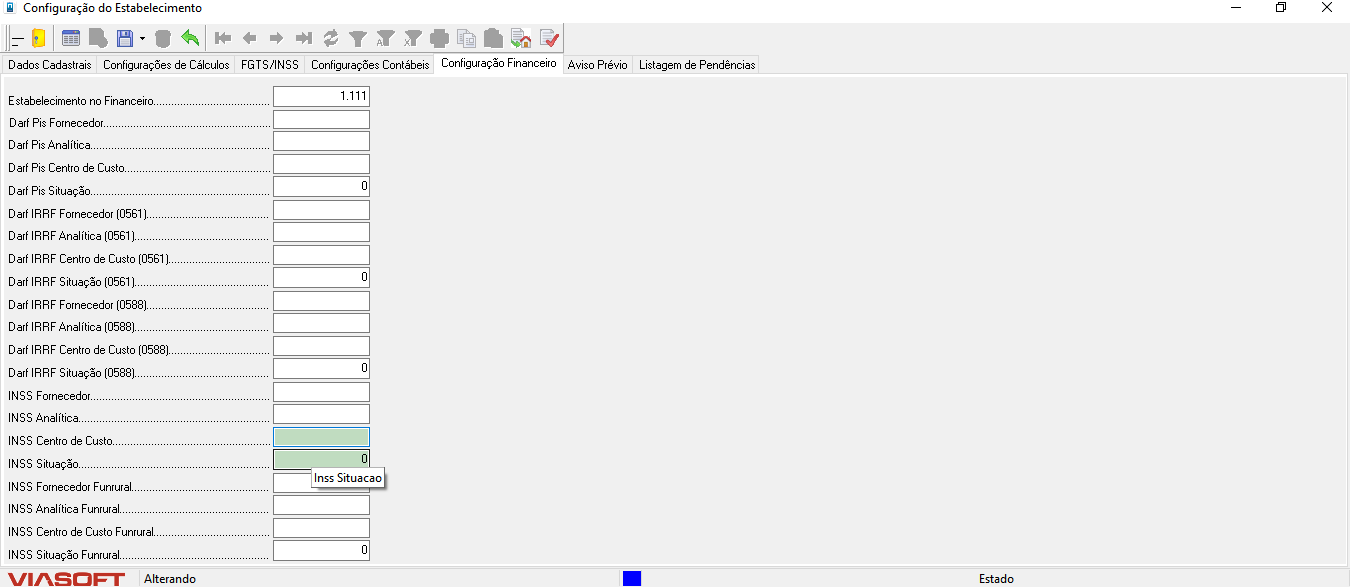 Configuração do Estabelecimento
Dados Cadastrais Configurações de Cálculos FGTS/INSS Configurações Contábeis Configuração Financeiro Aviso Prévio Listagem de Pendências
Estabelecimento no Financeiro 1.111
Darf Pis Fornecedor
Darf Pis Analítica
Darf Pis Centro de Custo
Darf Pis Situação 0
Darf IRRF Fornecedor (0561)
Darf IRRF Analítica (0561)
Darf IRRF Centro de Custo (0561)
Darf IRRF Situação (0561) 0
Darf IRRF Fornecedor (0588)
Darf IRRF Analítica (0588)
Darf IRRF Centro de Custo (0588)
Darf IRRF Situação (0588) 0
INSS Fornecedor
INSS Analítica
INSS Centro de Custo
INSS Situação 0
Inss Situacao
INSS Fornecedor Funrural
INSS Analítica Funrural
INSS Centro de Custo Funrural
INSS Situação Funrural 0
VIASOFT Alterando Estado